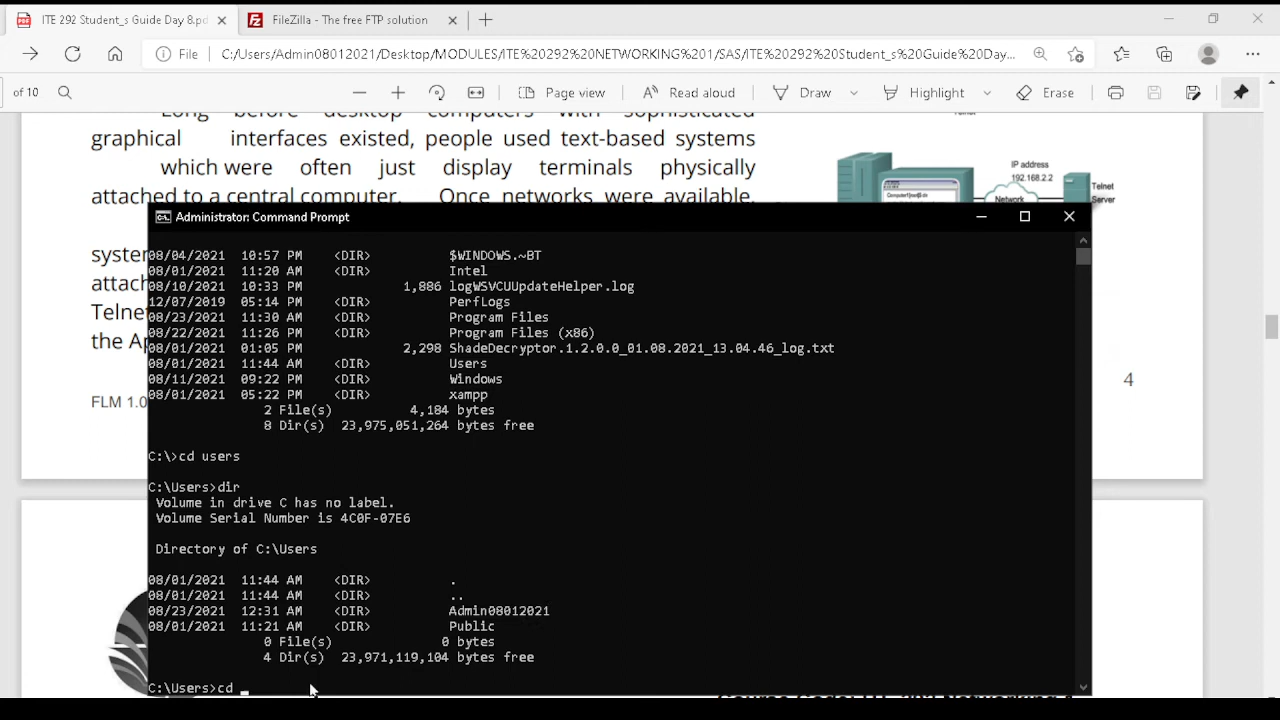 ITE 292 Student_s Guide Day 8.pd
FileZilla - The free FTP solution
File
C:/Users/Admin08012021/Desktop/MODULES/ITE%20292%20NETWORKING%201/SAS/ITE%20292%20Student_s%20Guide%20Day...
of 10
Page view
Read aloud
Draw
Highlight
Erase
Long before desktop computers with sophisticated
graphical interfaces existed, people used text-based systems
which were often just display terminals physically
attached to a central computer. Once networks were available,
syster
attach
Telne
the Ap
FLM 1.0
4
Telnet
IP address
192.168.2.2
Network
Telnet
Server
Administrator: Command Prompt
08/04/2021 10:57 PM <DIR> $WINDOWS.~BT
08/01/2021 11:20 AM <DIR> Intel
08/10/2021 10:33 PM 1,886 logWSVCUUpdateHelper.log
12/07/2019 05:14 PM <DIR> PerfLogs
08/23/2021 11:30 AM <DIR> Program Files
08/22/2021 11:26 PM <DIR> Program Files (x86)
08/01/2021 01:05 PM 2,298 ShadeDecryptor.1.2.0.0_01.08.2021_13.04.46_log.txt
08/01/2021 11:44 AM <DIR> Users
08/11/2021 09:22 PM <DIR> Windows
08/01/2021 05:22 PM <DIR> xampp
2 File(s) 4,184 bytes
8 Dir(s) 23,975,051,264 bytes free
C:\>cd users
C:\Users>dir
Volume in drive C has no label.
Volume Serial Number is 4C0F-07E6
Directory of C:\Users
08/01/2021 11:44 AM <DIR> .
08/01/2021 11:44 AM <DIR> ..
08/23/2021 12:31 AM <DIR> Admin08012021
08/01/2021 11:21 AM <DIR> Public
0 File(s) 0 bytes
4 Dir(s) 23,971,119,104 bytes free
C:\Users>cd _